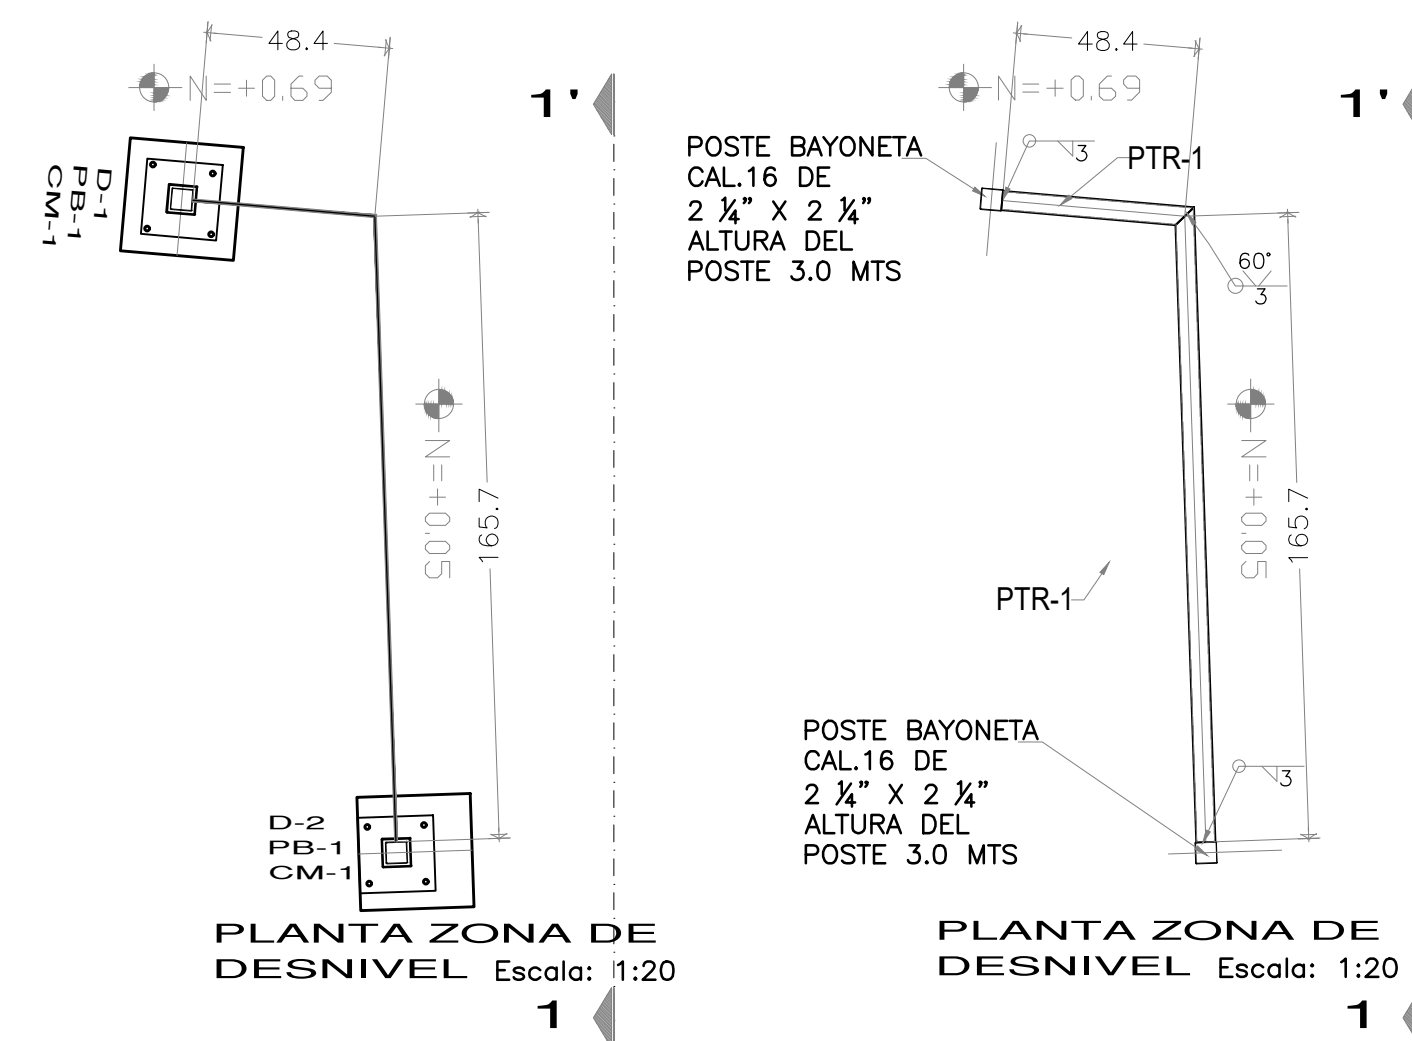 48.4
N=+0.69
1'
D-1
PB-1
CM-1
N=+0.05
165.7
D-2
PB-1
CM-1
PLANTA ZONA DE
DESNIVEL Escala: 1:20
1
48.4
N=+0.69
1'
POSTE BAYONETA
CAL.16 DE
2 ¼" X 2 ¼"
ALTURA DEL
POSTE 3.0 MTS
3
PTR-1
60°
3
N=+0.05
165.7
PTR-1
POSTE BAYONETA
CAL.16 DE
2 ¼" X 2 ¼"
ALTURA DEL
POSTE 3.0 MTS
3
PLANTA ZONA DE
DESNIVEL Escala: 1:20
1